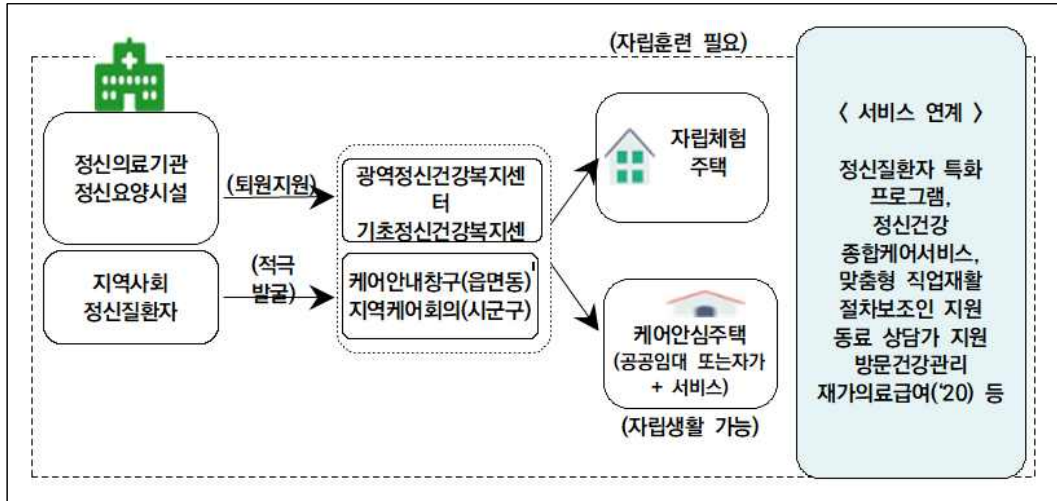 정신의료기관
정신요양시설
(퇴원지원)
지역사회
정신질환자
(적극
발굴)
광역정신건강복지센
터
기초정신건강복지센
케어안내창구(읍면동)
지역케어회의(시군구)
(자립훈련 필요)
자립체험
주택
케어안심주택
(공공임대 또는자가
+ 서비스)
(자립생활 가능)
< 서비스 연계 >
정신질환자 특화
프로그램,
정신건강
종합케어서비스,
맞춤형 직업재활
절차보조인 지원
동료 상담가 지원
방문건강관리
재가의료급여('20) 등